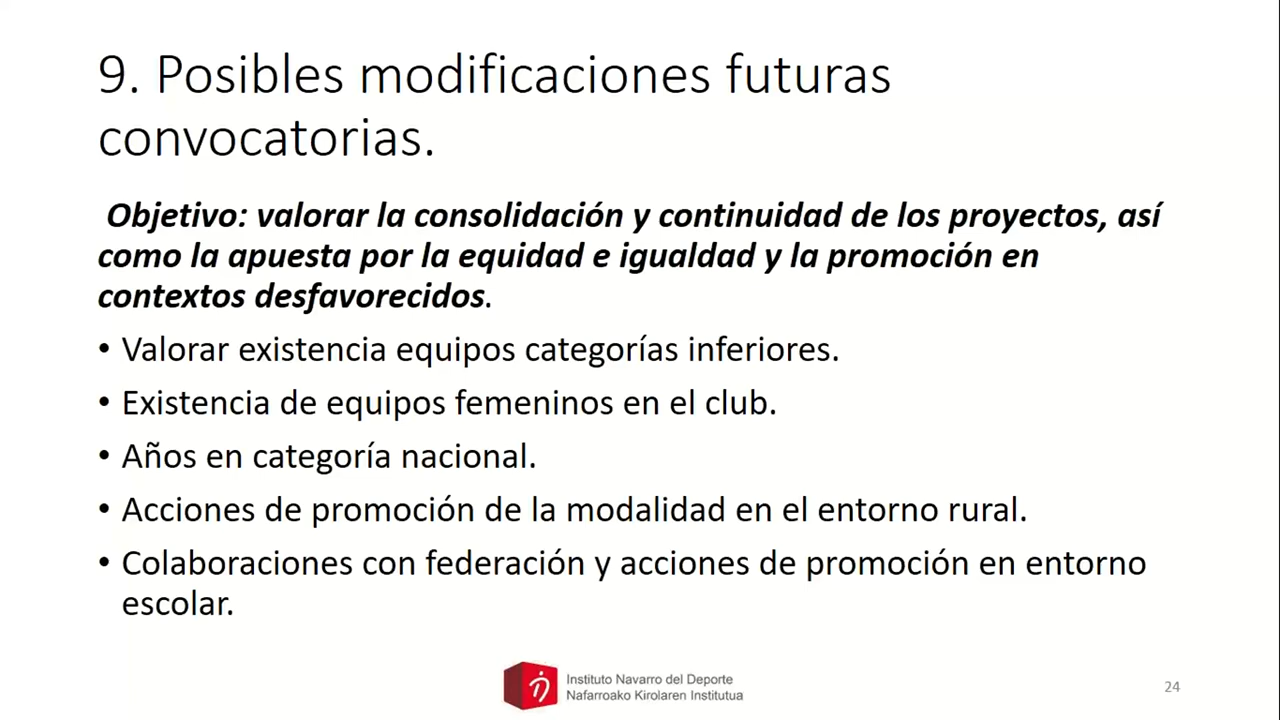 9. Posibles modificaciones futuras
convocatorias.
Objetivo: valorar la consolidación y continuidad de los proyectos, así
como la apuesta por la equidad e igualdad y la promoción en
contextos desfavorecidos.
• Valorar existencia equipos categorías inferiores.
• Existencia de equipos femeninos en el club.
• Años en categoría nacional.
• Acciones de promoción de la modalidad en el entorno rural.
• Colaboraciones con federación y acciones de promoción en entorno
escolar.
Instituto Navarro del Deporte
Nafarroako Kirolaren Institutua
24